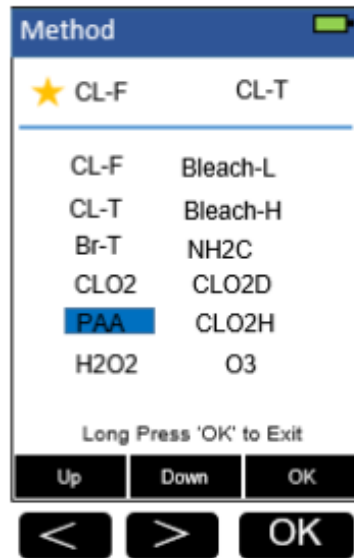 Method
CL-F CL-T
CL-F Bleach-L
CL-T Bleach-H
Br-T NH2C
CLO2 CLO2D
PAA CLO2H
H2O2 O3
Long Press 'OK' to Exit
Up Down OK
< > OK